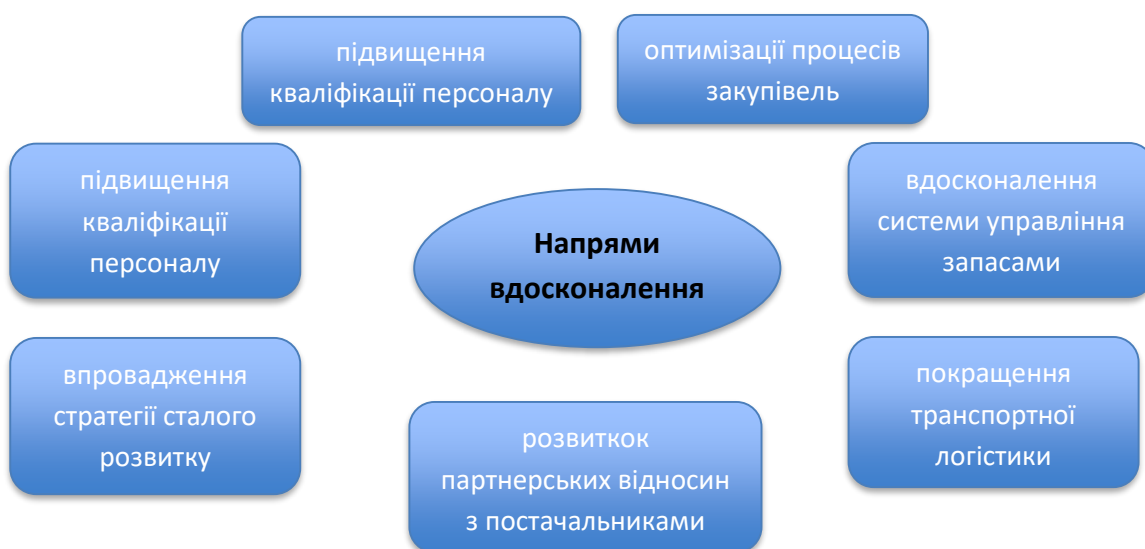 підвищення
кваліфікації персоналу
оптимізації процесів
закупівель
підвищення
кваліфікації
персоналу
вдосконалення
системи управління
запасами
Напрями
вдосконалення
впровадження
стратегії сталого
розвитку
покращення
транспортної
логістики
розвиткок
партнерських відносин
з постачальниками